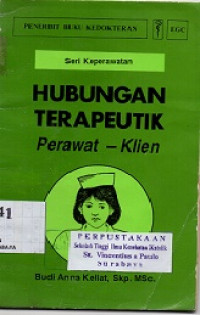 PENERBIT BUKU KEDOKTERAN
EGC
Seri Keperawatan
HUBUNGAN
TERAPEUTIK
Perawat – Klien
41
PERPUSTAKAAN
Sekolah Tinggi Ilmu Kesehatan Katolik
St. Vincentius a Paulo
Surabaya
Budi Anna Keliat, Skp. MSc.